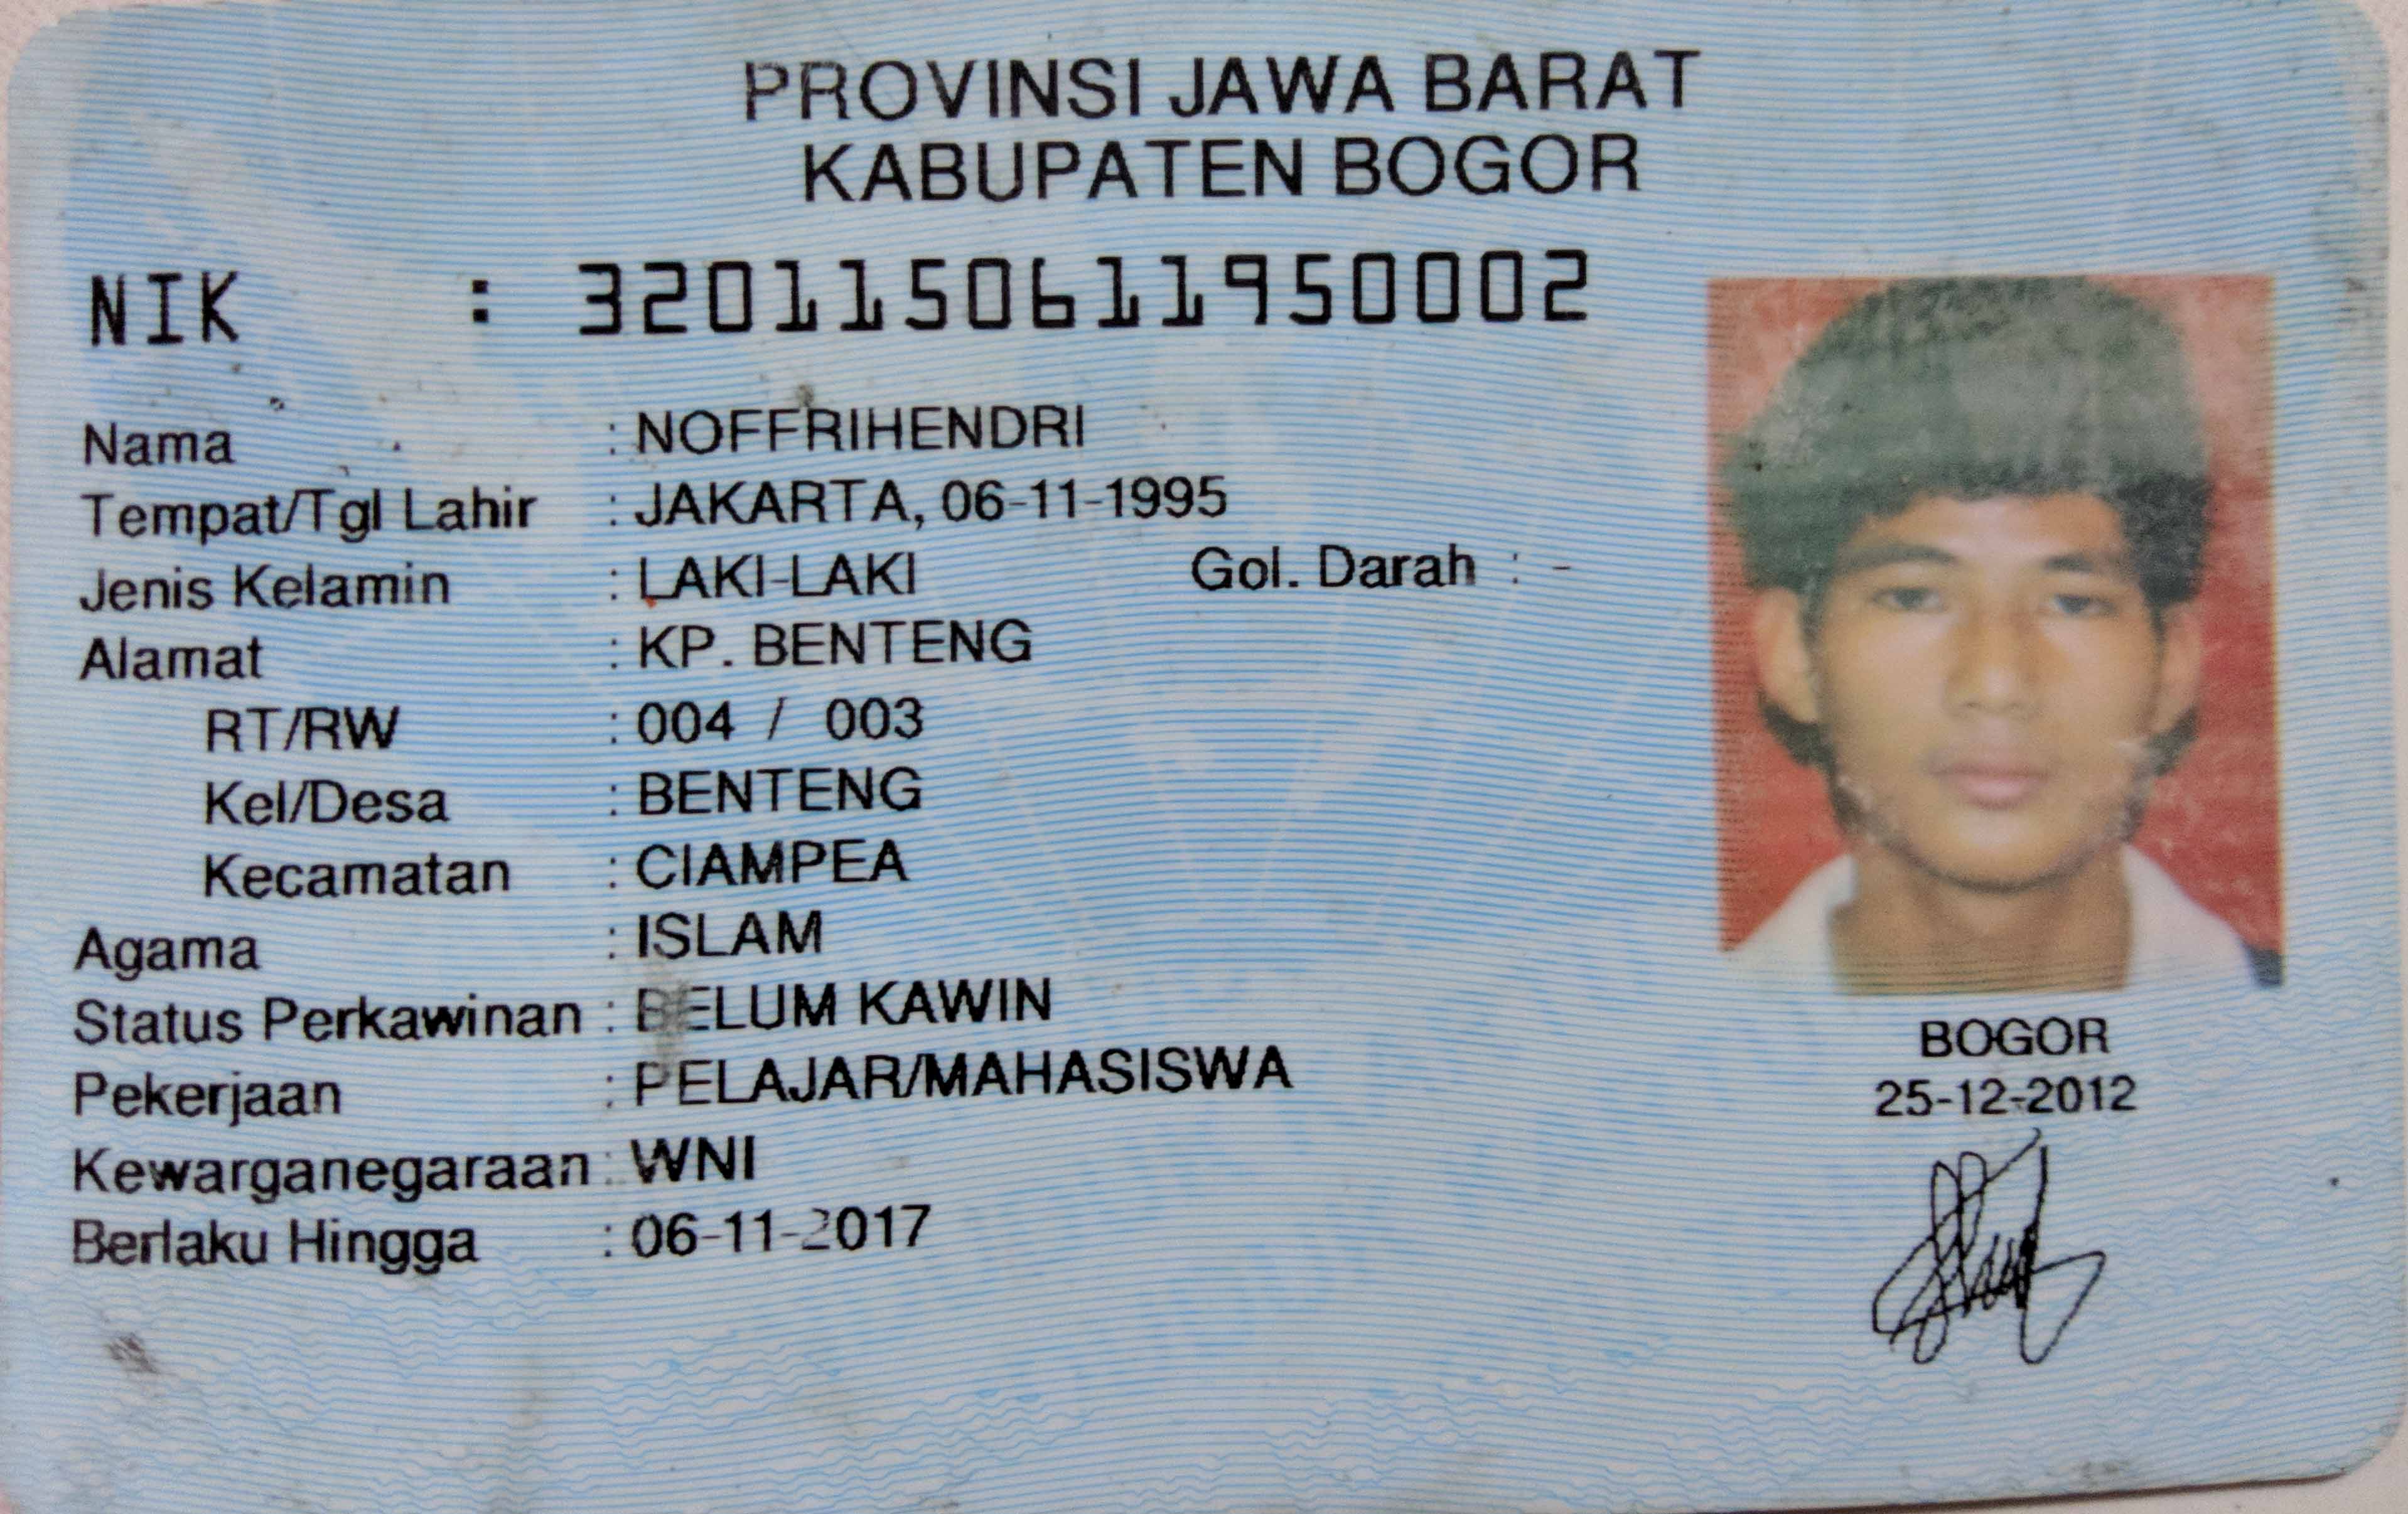 PROVINSI JAWA BARAT
KABUPATEN BOGOR
NIK : 3201150611950002
Nama : NOFFRIHENDRI
Tempat/Tgl Lahir : JAKARTA, 06-11-1995
Jenis Kelamin : LAKI-LAKI Gol. Darah : -
Alamat : KP. BENTENG
RT/RW : 004 / 003
Kel/Desa : BENTENG
Kecamatan : CIAMPEA
Agama : ISLAM
Status Perkawinan : BELUM KAWIN
Pekerjaan : PELAJAR/MAHASISWA
Kewarganegaraan : WNI
Berlaku Hingga : 06-11-2017
BOGOR
25-12-2012